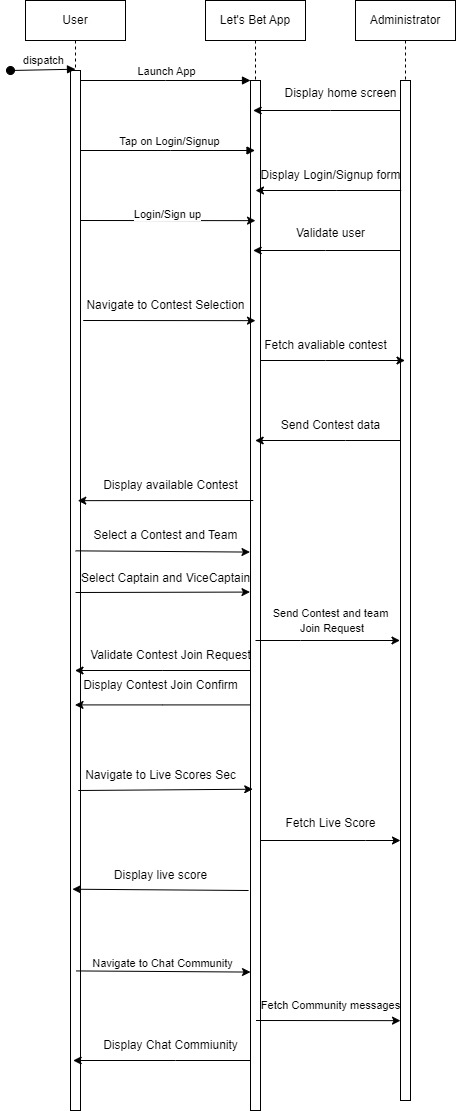 User
Let's Bet App
Administrator
dispatch
Launch App
Display home screen
Tap on Login/Signup
Display Login/Signup form
Login/Sign up
Validate user
Navigate to Contest Selection
Fetch avaliable contest
Send Contest data
Display available Contest
Select a Contest and Team
Select Captain and ViceCaptain
Send Contest and team
Join Request
Validate Contest Join Request
Display Contest Join Confirm
Navigate to Live Scores Sec
Fetch Live Score
Display live score
Navigate to Chat Community
Fetch Community messages
Display Chat Commiunity